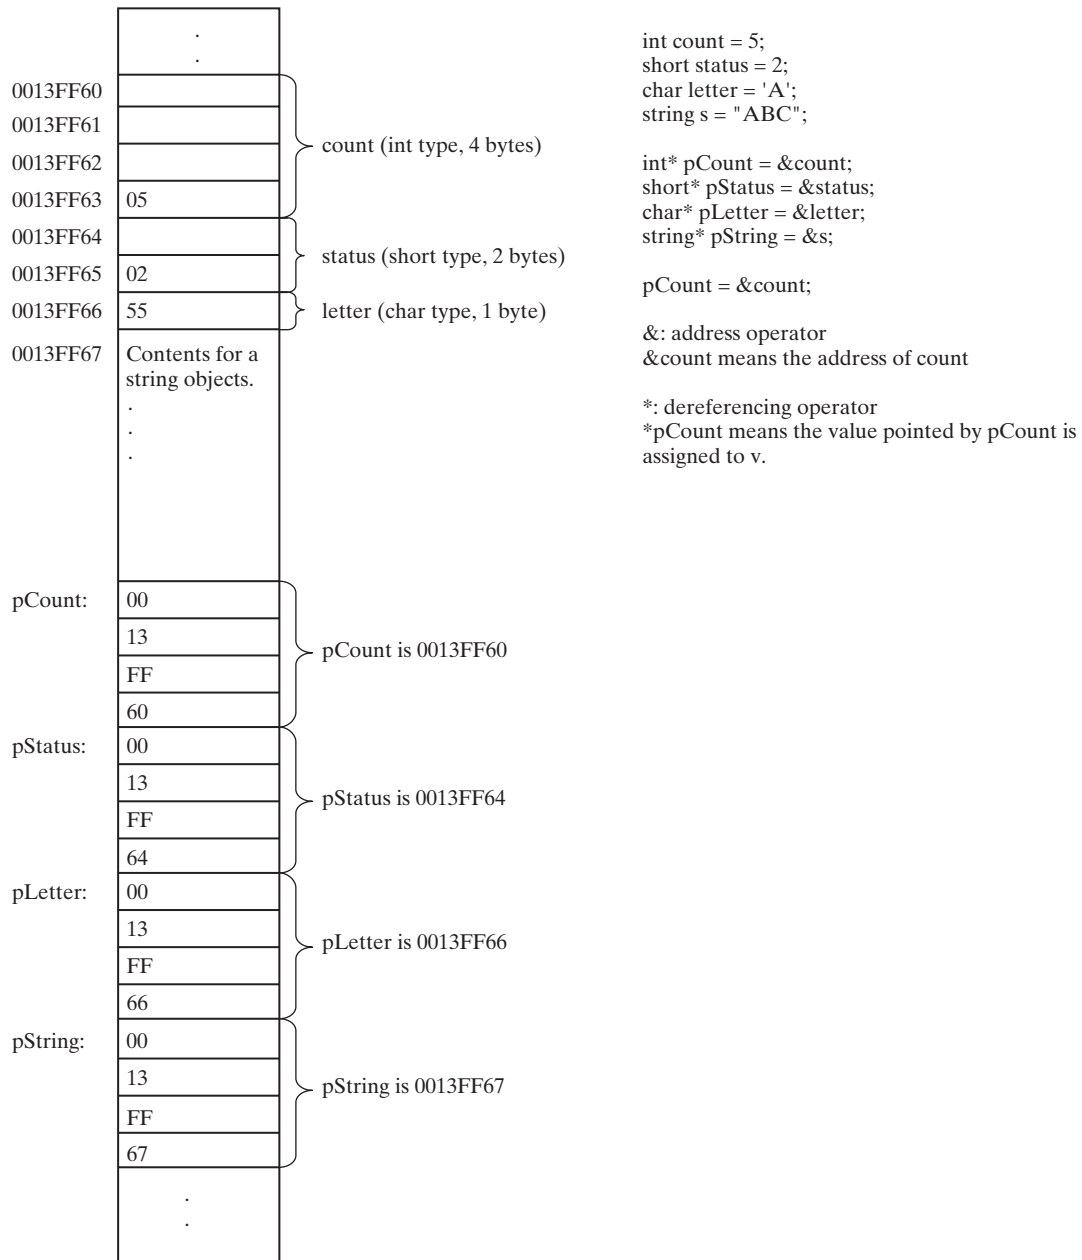 int count = 5;
short status = 2;
char letter = 'A';
string s = "ABC";
int* pCount = &count;
short* pStatus = &status;
char* pLetter = &letter;
string* pString = &s;
pCount = &count;
&: address operator
&count means the address of count
*: dereferencing operator
*pCount means the value pointed by pCount is
assigned to v.
.
.
0013FF60
0013FF61
0013FF62
0013FF63 05
count (int type, 4 bytes)
0013FF64
0013FF65 02
status (short type, 2 bytes)
0013FF66 55 letter (char type, 1 byte)
0013FF67 Contents for a
string objects.
.
.
.
pCount: 00
13
FF
60
pCount is 0013FF60
pStatus: 00
13
FF
64
pStatus is 0013FF64
pLetter: 00
13
FF
66
pLetter is 0013FF66
pString: 00
13
FF
67
pString is 0013FF67
.
.